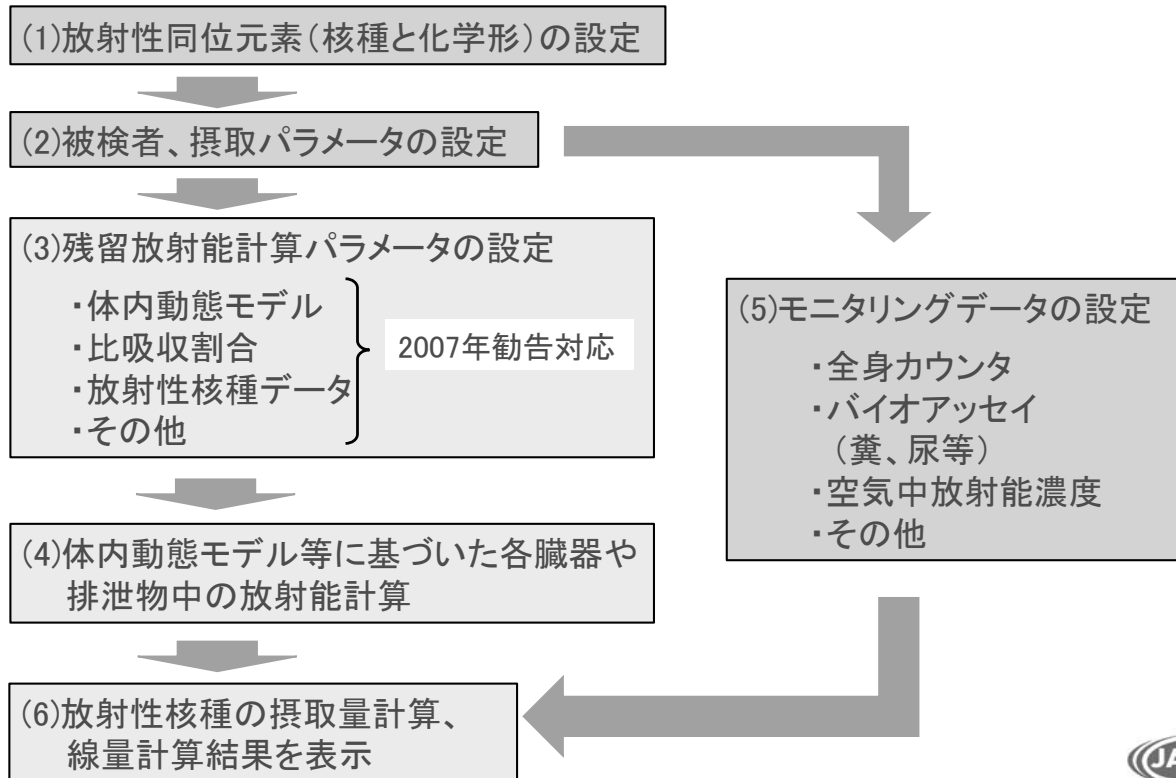 (1)放射性同位元素(核種と化学形)の設定
(2)被検者、摂取パラメータの設定
(3)残留放射能計算パラメータの設定
・体内動態モデル
・比吸収割合
・放射性核種データ
・その他
2007年勧告対応
(4)体内動態モデル等に基づいた各臓器や
排泄物中の放射能計算
(5)モニタリングデータの設定
・全身カウンタ
・バイオアッセイ
(糞、尿等)
・空気中放射能濃度
・その他
(6)放射性核種の摂取量計算、
線量計算結果を表示